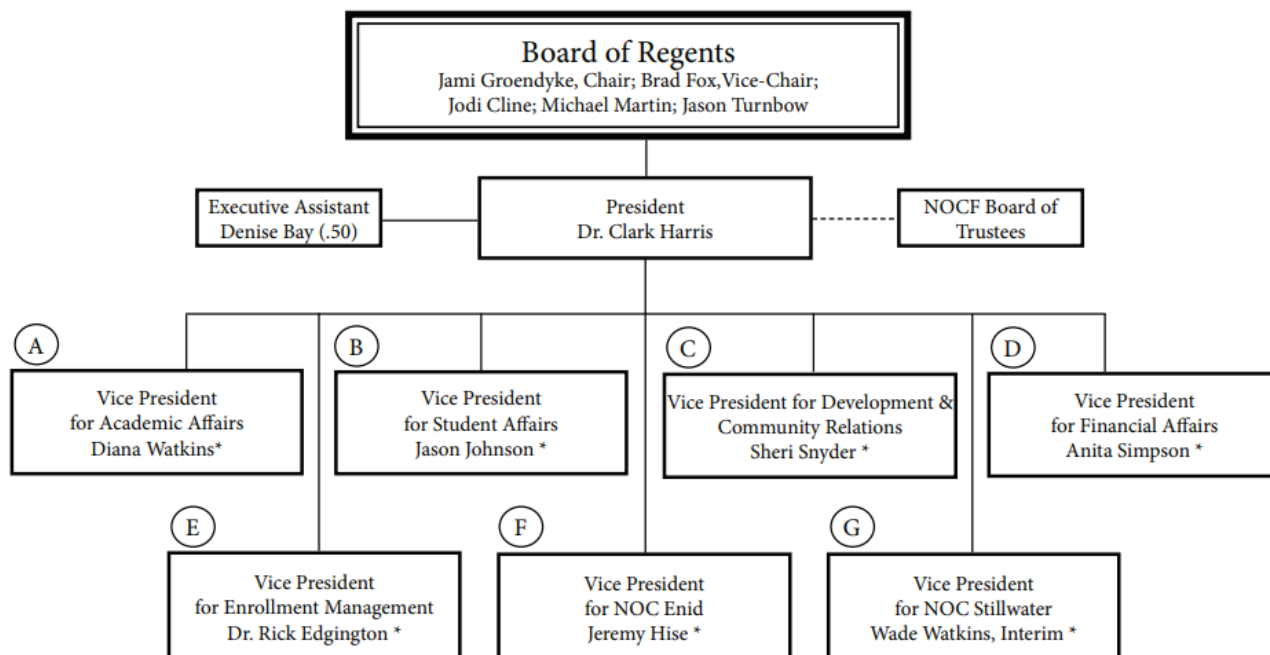 Board of Regents
Jami Groendyke, Chair; Brad Fox,Vice-Chair;
Jodi Cline; Michael Martin; Jason Turnbow
Executive Assistant
Denise Bay (.50)
President
Dr. Clark Harris
NOCF Board of
Trustees
A
Vice President
for Academic Affairs
Diana Watkins*
B
Vice President
for Student Affairs
Jason Johnson *
C
Vice President for Development &
Community Relations
Sheri Snyder *
D
Vice President
for Financial Affairs
Anita Simpson *
E
Vice President
for Enrollment Management
Dr. Rick Edgington *
F
Vice President
for NOC Enid
Jeremy Hise *
G
Vice President
for NOC Stillwater
Wade Watkins, Interim *